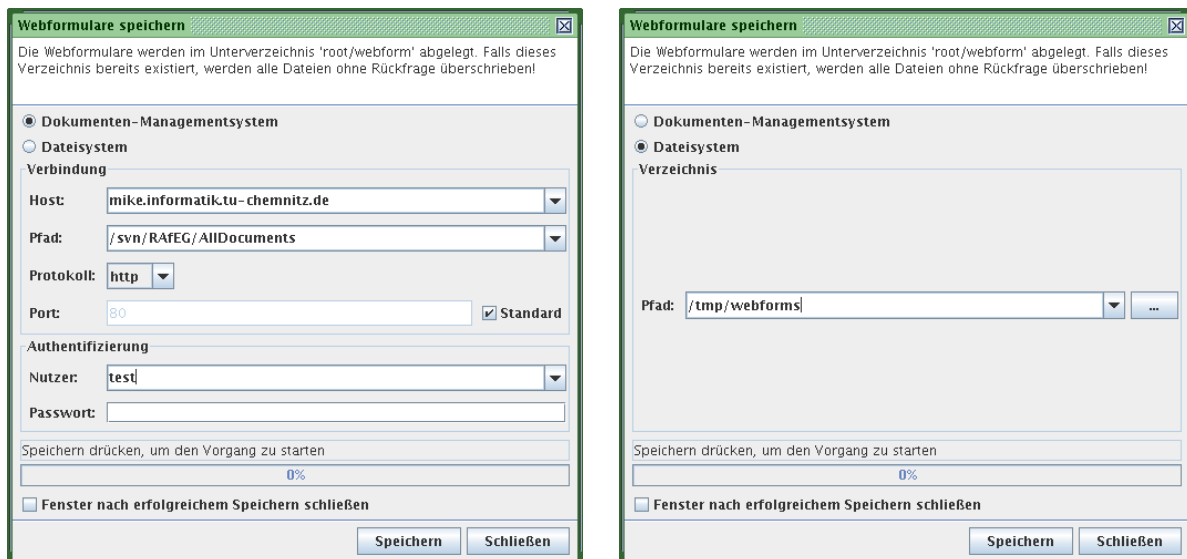 Webformulare speichern
Die Webformulare werden im Unterverzeichnis 'root/webform' abgelegt. Falls dieses
Verzeichnis bereits existiert, werden alle Dateien ohne Rückfrage überschrieben!
Dokumenten-Managementsystem
Dateisystem
Verbindung
Host: mike.informatik.tu-chemnitz.de
Pfad: /svn/RAfEG/AllDocuments
Protokoll: http
Port: 80 Standard
Authentifizierung
Nutzer: test
Passwort:
Speichern drücken, um den Vorgang zu starten
0%
Fenster nach erfolgreichem Speichern schließen
Speichern Schließen
Webformulare speichern
Die Webformulare werden im Unterverzeichnis 'root/webform' abgelegt. Falls dieses
Verzeichnis bereits existiert, werden alle Dateien ohne Rückfrage überschrieben!
Dokumenten-Managementsystem
Dateisystem
Verzeichnis
Pfad: /tmp/webforms ...
Speichern drücken, um den Vorgang zu starten
0%
Fenster nach erfolgreichem Speichern schließen
Speichern Schließen